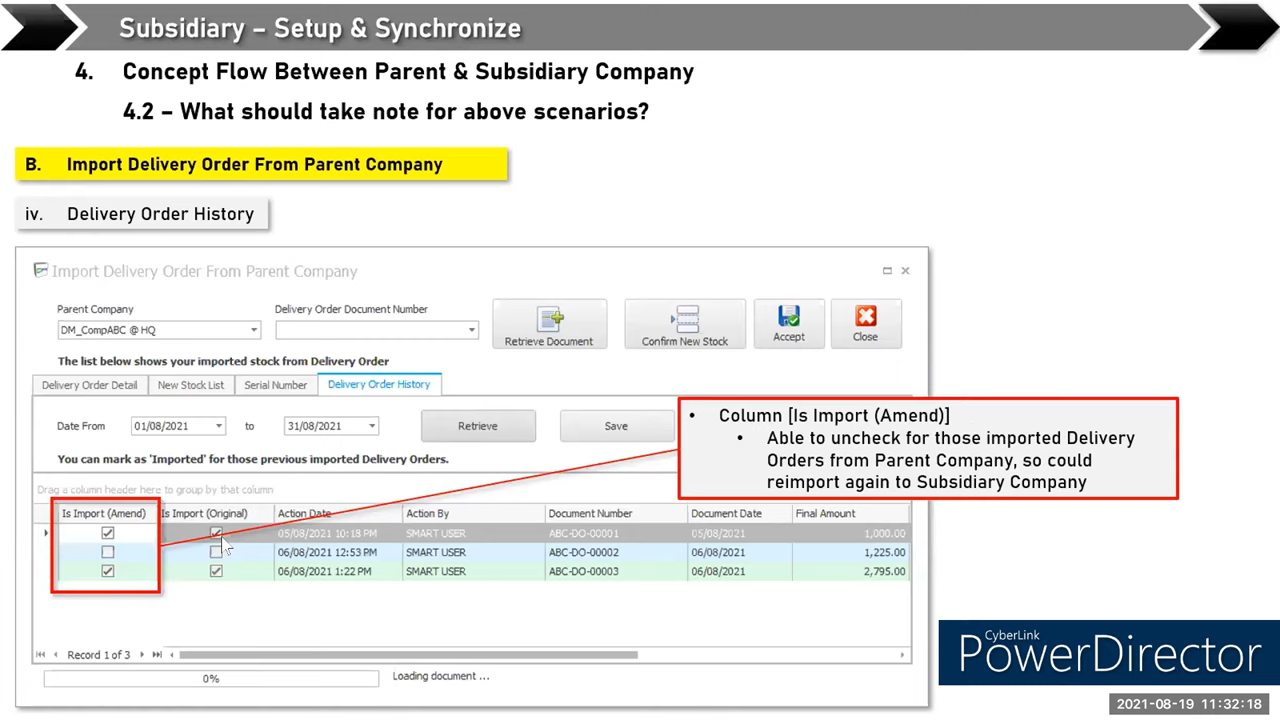 Subsidiary – Setup & Synchronize
4. Concept Flow Between Parent & Subsidiary Company
4.2 – What should take note for above scenarios?
B. Import Delivery Order From Parent Company
iv. Delivery Order History
Import Delivery Order From Parent Company
Parent Company
Delivery Order Document Number
DM_CompABC @ HQ
Retrieve Document
Confirm New Stock
Accept
Close
The list below shows your imported stock from Delivery Order
Delivery Order Detail
New Stock List
Serial Number
Delivery Order History
Date From
01/08/2021
to
31/08/2021
Retrieve
Save
You can mark as 'Imported' for those previous imported Delivery Orders.
• Column [Is Import (Amend)]
• Able to uncheck for those imported Delivery
Orders from Parent Company, so could
reimport again to Subsidiary Company
Drag a column header here to group by that column
Is Import (Amend) Is Import (Original) Action Date Action By Document Number Document Date Final Amount
05/08/2021 10:18 PM SMART USER ABC-DO-00001 05/08/2021 1,000.00
06/08/2021 12:53 PM SMART USER ABC-DO-00002 06/08/2021 1,225.00
06/08/2021 1:22 PM SMART USER ABC-DO-00003 06/08/2021 2,795.00
Record 1 of 3
0%
Loading document ...
CyberLink
PowerDirector
2021-08-19 11:32:18